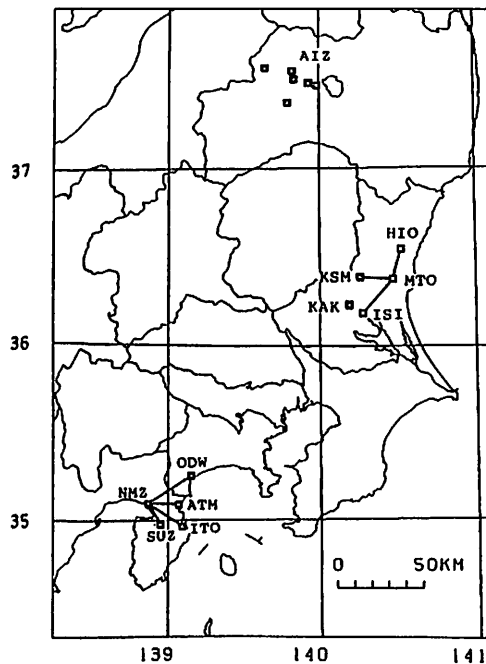 AIZ
37
HIO
KSM
MTO
KAK
ISI
36
ODW
NMZ
ATM
35
SUZ
ITO
0 50KM
139 140 141